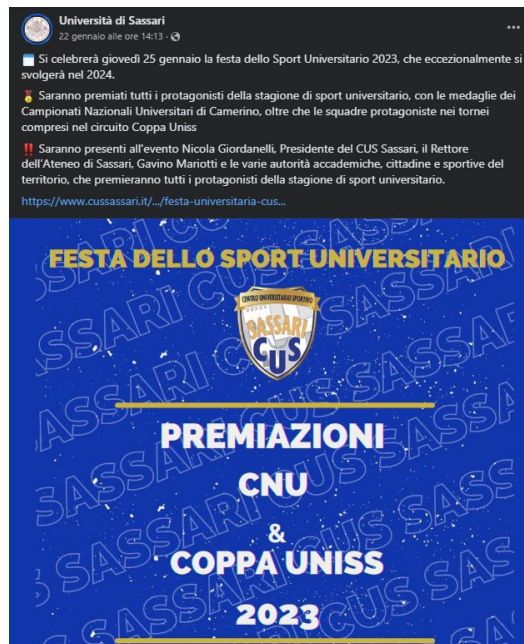 Università di Sassari
22 gennaio alle ore 14:13 ·
Si celebrerà giovedì 25 gennaio la festa dello Sport Universitario 2023, che eccezionalmente si
svolgerà nel 2024.
Saranno premiati tutti i protagonisti della stagione di sport universitario, con le medaglie dei
Campionati Nazionali Universitari di Camerino, oltre che le squadre protagoniste nei tornei
compresi nel circuito Coppa Uniss
‼️ Saranno presenti all'evento Nicola Giordanelli, Presidente del CUS Sassari, il Rettore
dell'Ateneo di Sassari, Gavino Mariotti e le varie autorità accademiche, cittadine e sportive del
territorio, che premieranno tutti i protagonisti della stagione di sport universitario.
https://www.cussassari.it/.../festa-universitaria-cus...
FESTA DELLO SPORT UNIVERSITARIO
CENTRO UNIVERSITARIO SPORTIVO
SASSARI
CUS
PREMIAZIONI
CNU
&
COPPA UNISS
2023